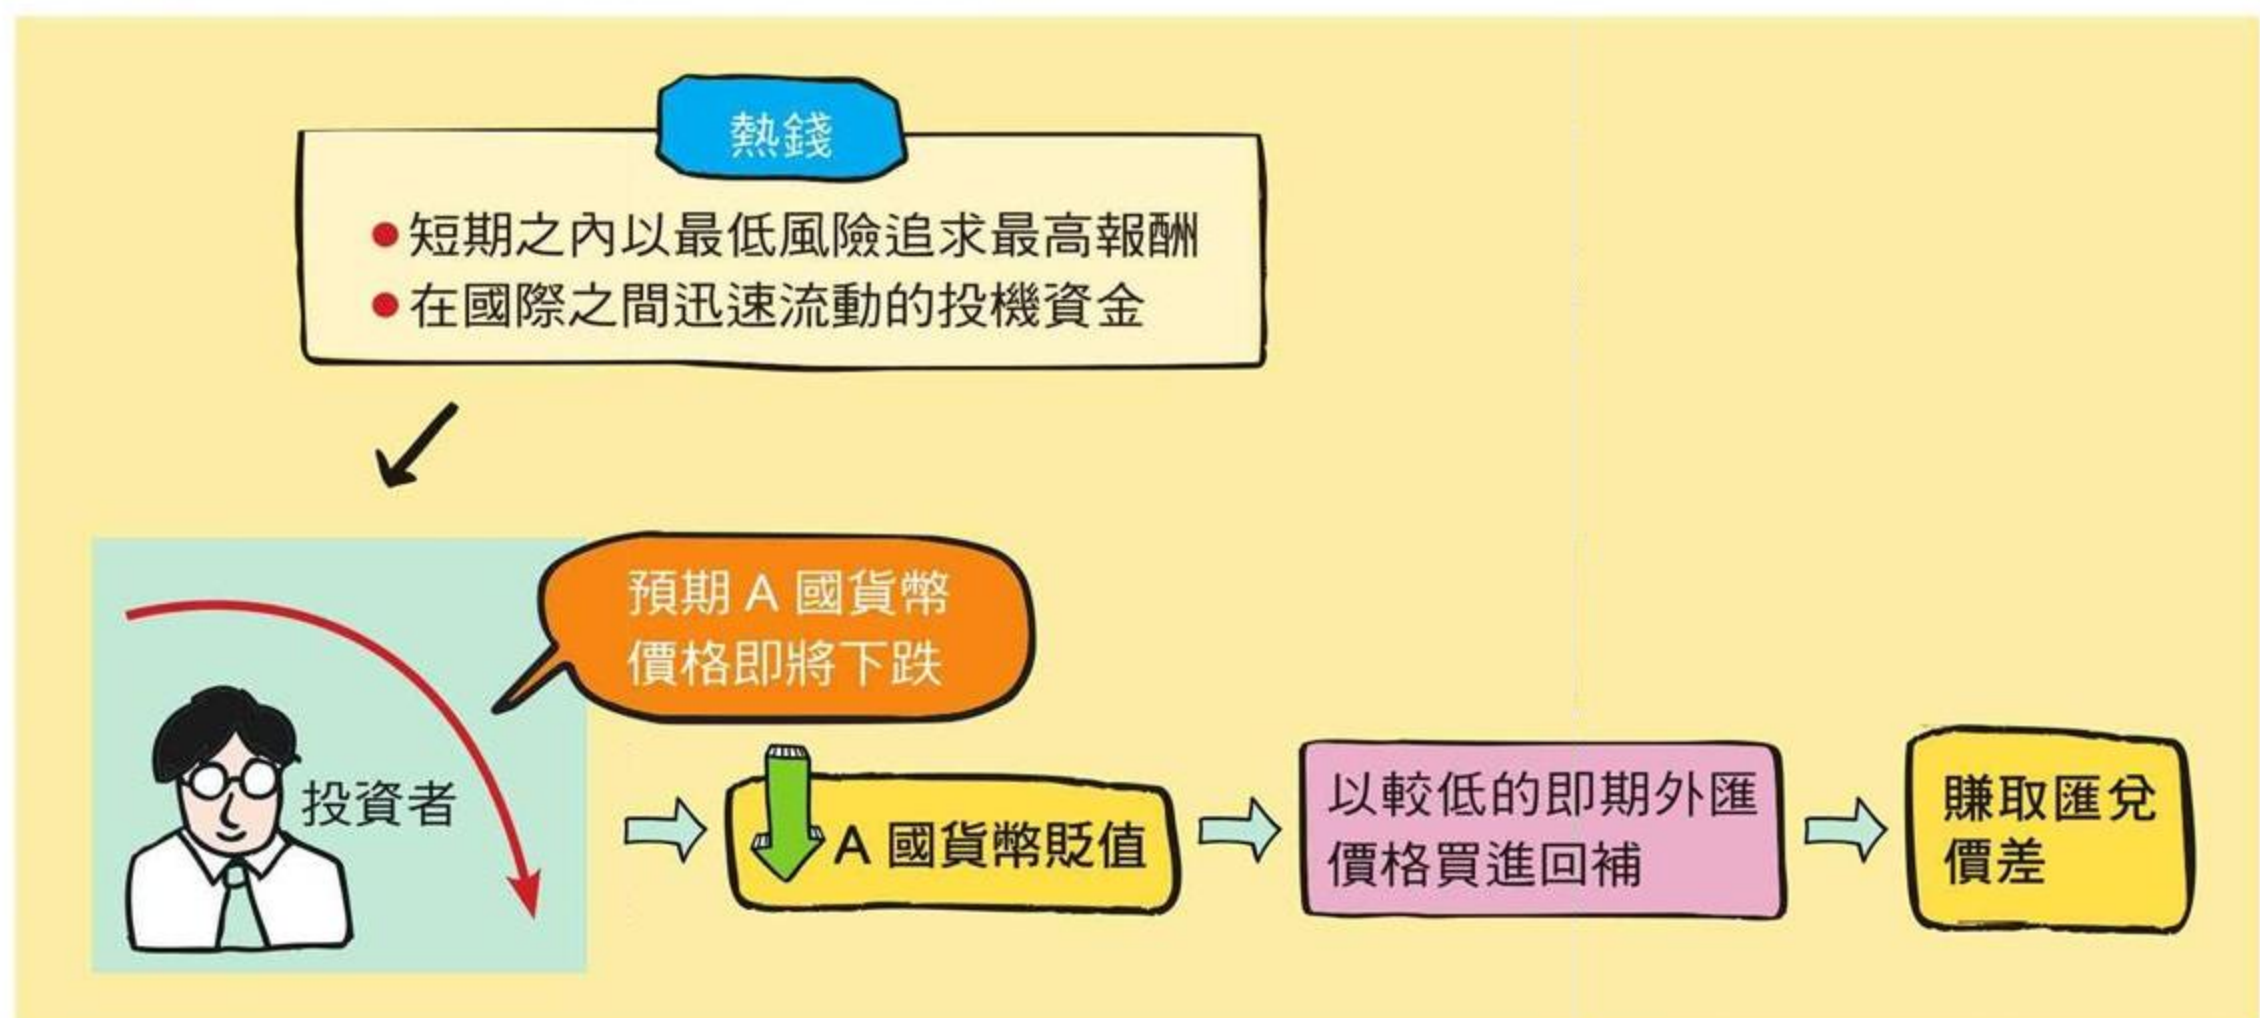 熱錢
●短期之內以最低風險追求最高報酬
●在國際之間迅速流動的投機資金
預期 A 國貨幣
價格即將下跌
投資者
A 國貨幣貶值
以較低的即期外匯
價格買進回補
賺取匯兌
價差